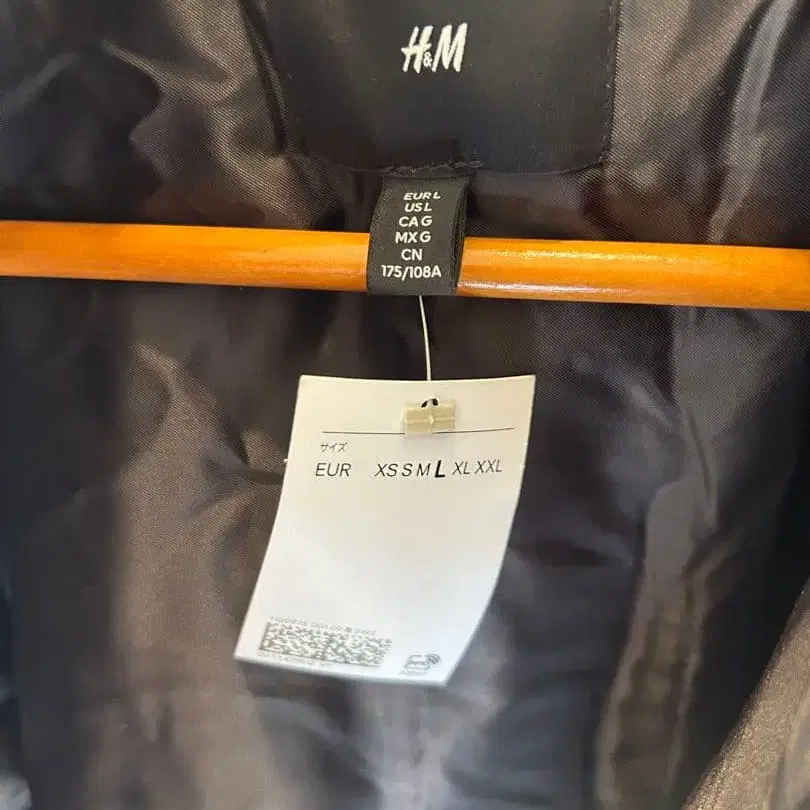 H&M
EUR L
US L
CA G
MX G
CN
175/108A
サイズ
EUR XS S M L XL XXL